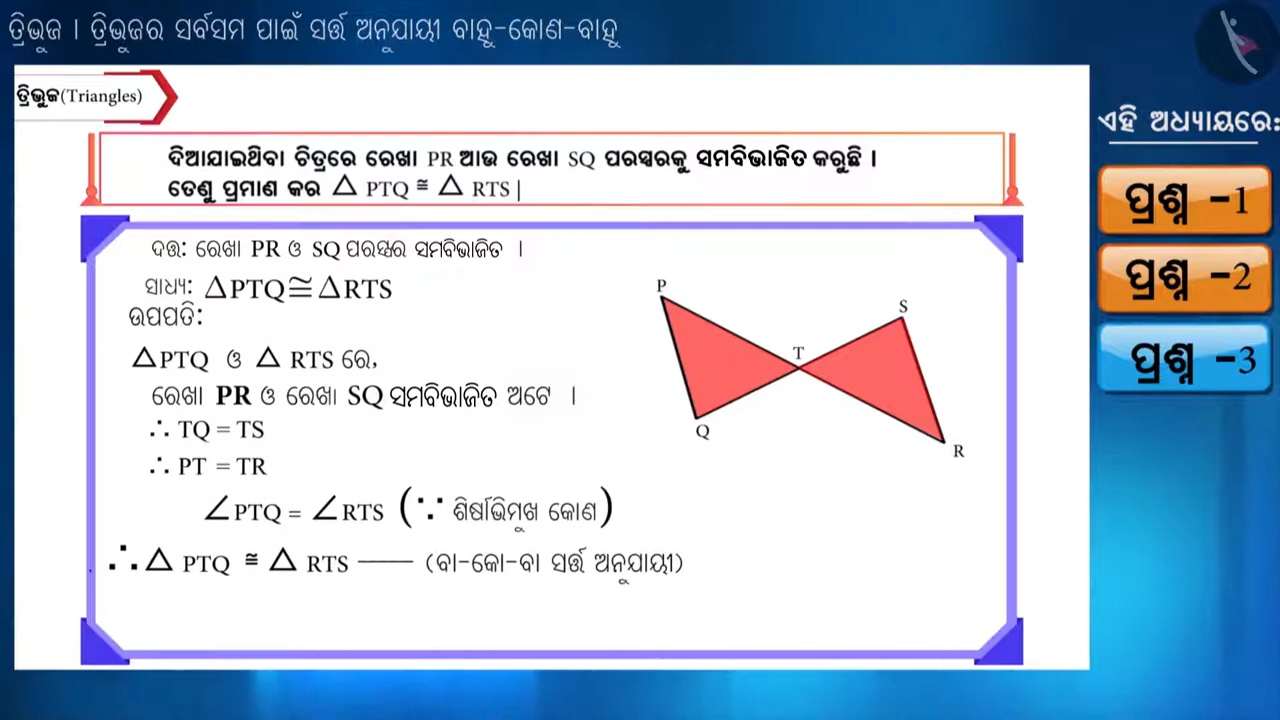 ତ୍ରିଭୁଜ । ତ୍ରିଭୁଜର ସର୍ବସମ ପାଇଁ ସର୍ତ୍ତ ଅନୁଯାୟୀ ବାହୁ-କୋଣ-ବାହୁ
ତ୍ରିଭୁଜ(Triangles)
ଏହି ଅଧ୍ୟାୟରେ:
ପ୍ରଶ୍ନ -1
ପ୍ରଶ୍ନ -2
ପ୍ରଶ୍ନ -3
ଦିଆଯାଇଥିବା ଚିତ୍ରରେ ରେଖା PR ଆଉ ରେଖା SQ ପରସ୍ପରକୁ ସମବିଭାଜିତ କରୁଛି ।
ତେଣୁ ପ୍ରମାଣ କର △ PTQ ≅ △ RTS |
ଦତ୍ତ: ରେଖା PR ଓ SQ ପରସ୍ପର ସମବିଭାଜିତ ।
ସାଧ୍ୟ: △PTQ≅△RTS
ଉପପତି:
△PTQ ଓ △ RTS ରେ,
ରେଖା PR ଓ ରେଖା SQ ସମବିଭାଜିତ ଅଟେ ।
∴ TQ = TS
∴ PT = TR
∠PTQ = ∠RTS (∵ ଶିର୍ଷାଭିମୁଖ କୋଣ)
∴ △ PTQ ≅ △ RTS —— (ବା-କୋ-ବା ସର୍ତ୍ତ ଅନୁଯାୟୀ)
P
S
T
Q
R